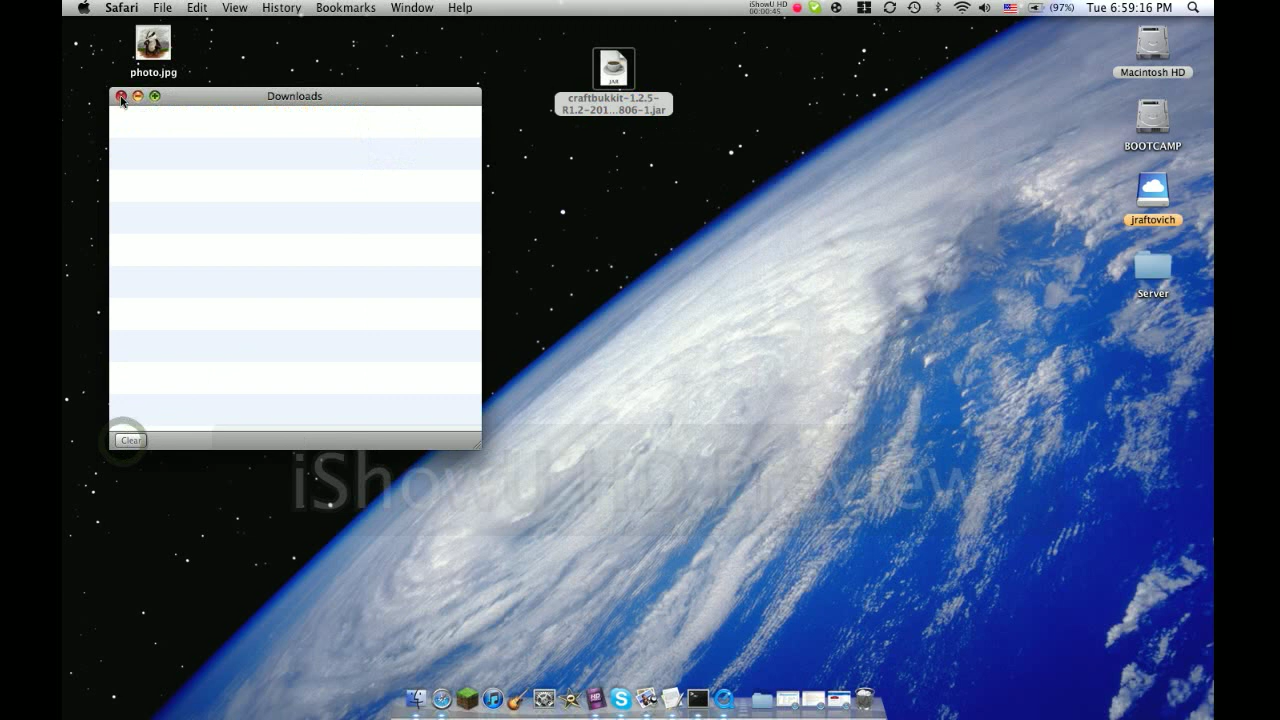 Safari File Edit View History Bookmarks Window Help
iShowU HD
00:00:45
(97%) Tue 6:59:16 PM
photo.jpg
JAR
craftbukkit-1.2.5-
R1.2-201...806-1.jar
Macintosh HD
Downloads
BOOTCAMP
jraftovich
Server
Clear
iShowU HD Preview